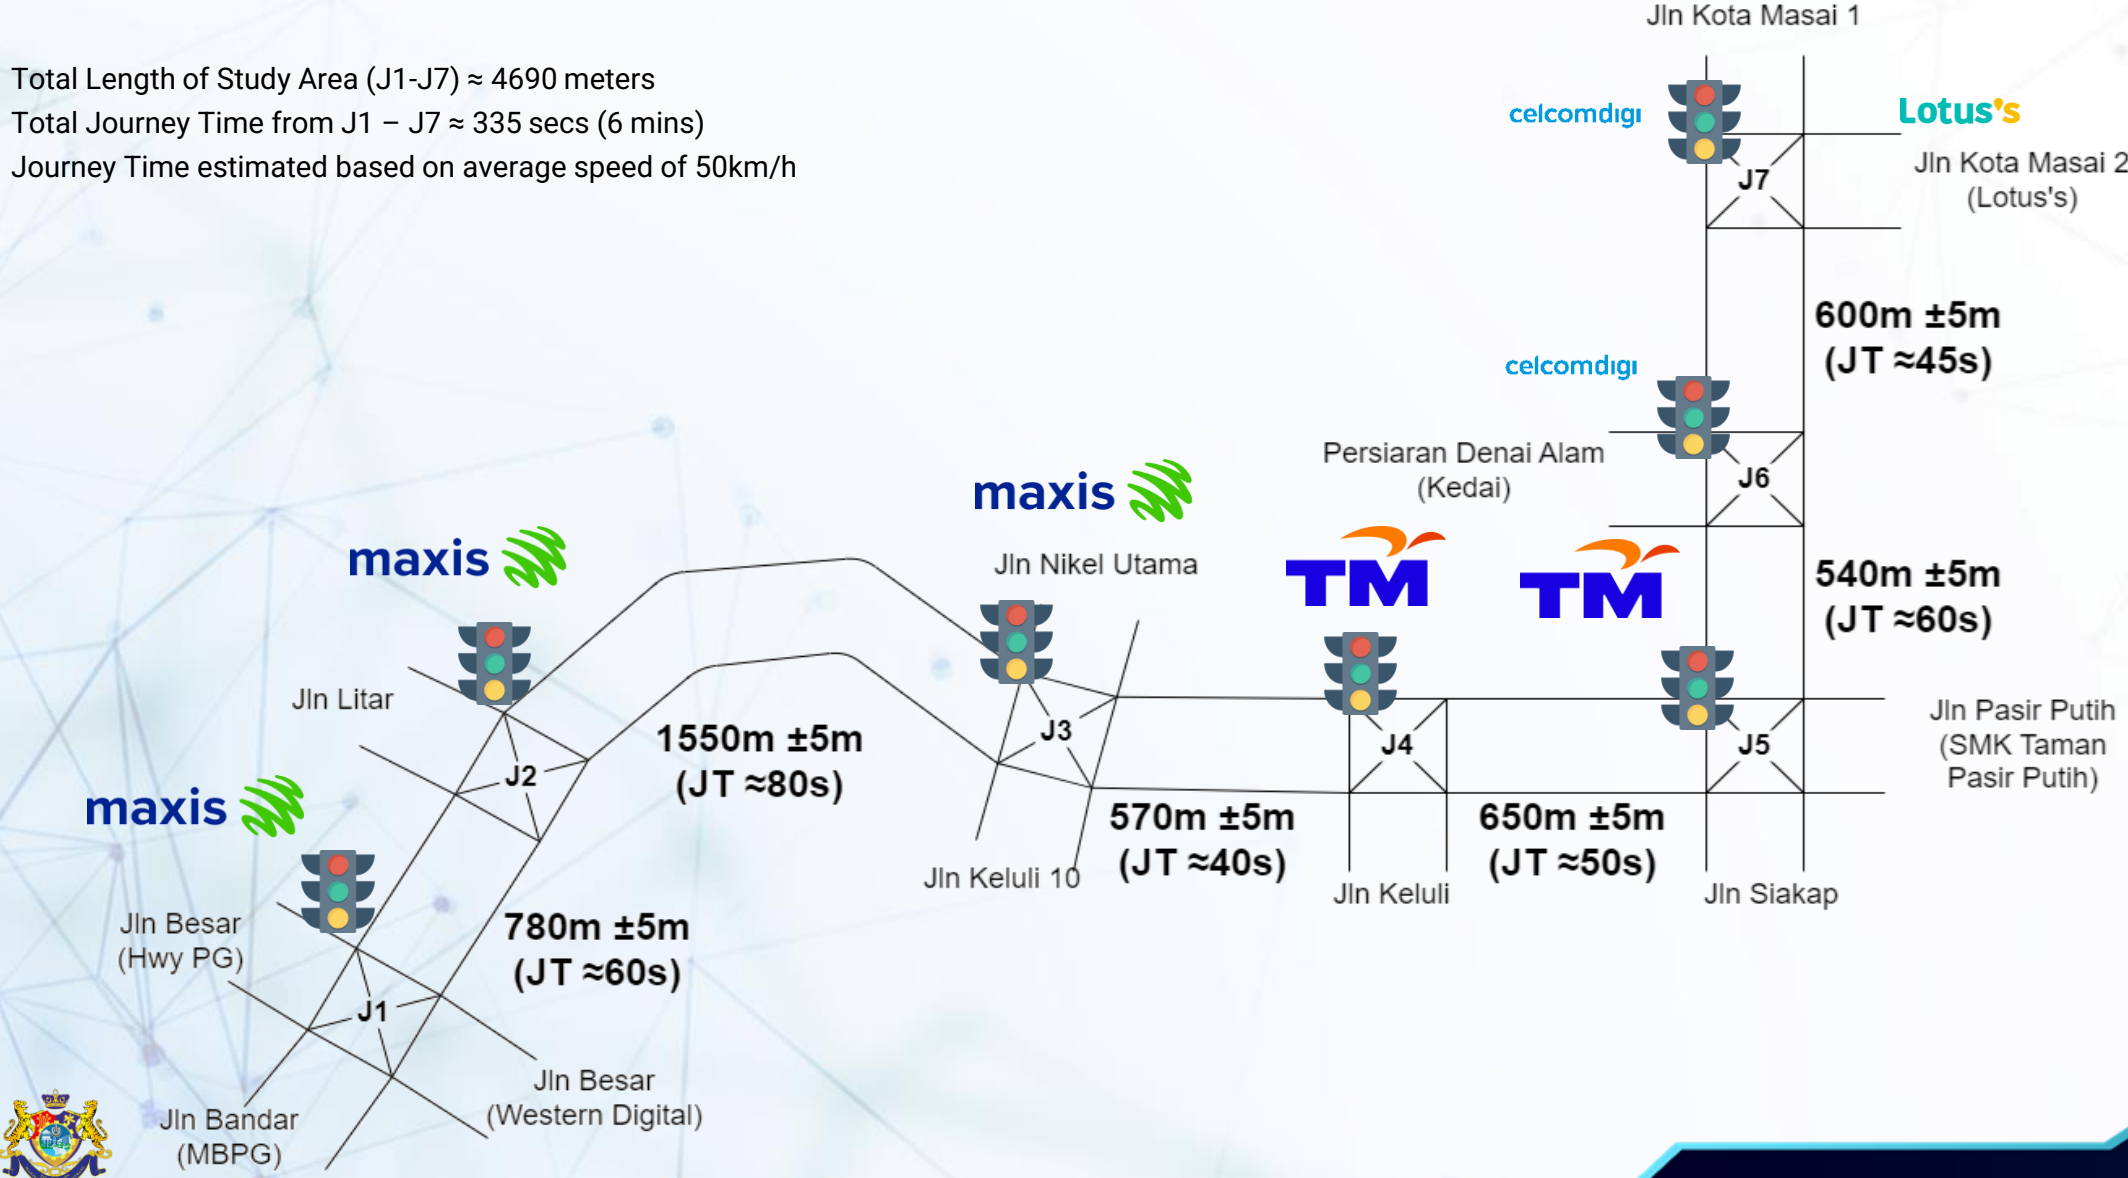 Total Length of Study Area (J1-J7) ≈ 4690 meters
Total Journey Time from J1 – J7 ≈ 335 secs (6 mins)
Journey Time estimated based on average speed of 50km/h
Jln Kota Masai 1
celcomdigi
Lotus's
J7
Jln Kota Masai 2
(Lotus's)
600m ±5m
(JT ≈45s)
celcomdigi
Persiaran Denai Alam
(Kedai)
J6
maxis
Jln Nikel Utama
TM
TM
540m ±5m
(JT ≈60s)
maxis
Jln Litar
J2
1550m ±5m
(JT ≈80s)
J3
J4
J5
Jln Pasir Putih
(SMK Taman
Pasir Putih)
570m ±5m
(JT ≈40s)
650m ±5m
(JT ≈50s)
Jln Keluli 10
Jln Keluli
Jln Siakap
maxis
Jln Besar
(Hwy PG)
780m ±5m
(JT ≈60s)
J1
Jln Besar
(Western Digital)
Jln Bandar
(MBPG)